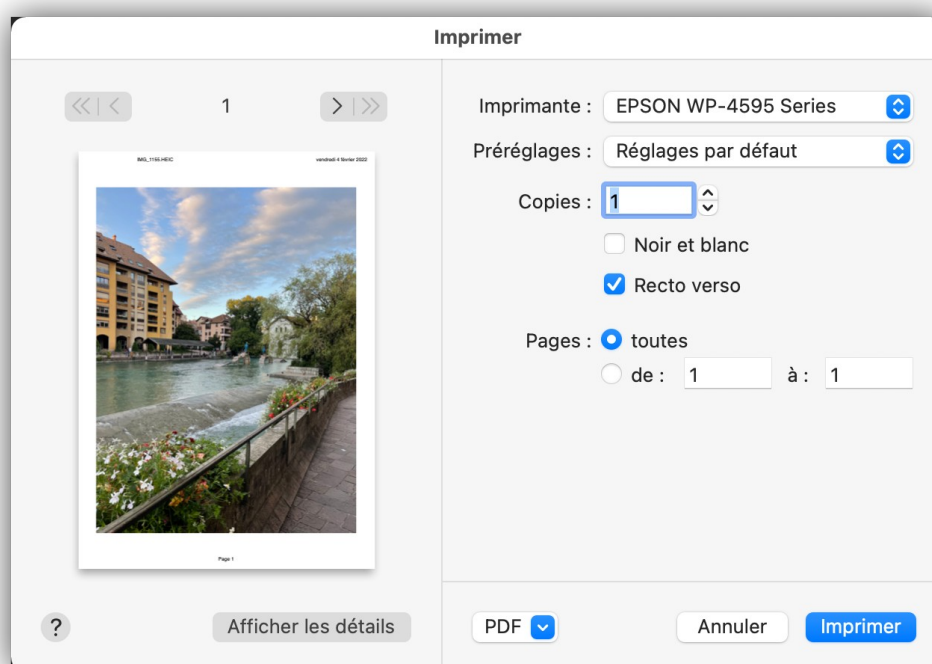 Imprimer
1
Imprimante : EPSON WP-4595 Series
Préréglages : Réglages par défaut
Copies : 1
Noir et blanc
Recto verso
Pages : toutes
de : 1 à : 1
IMG_1155.HEIC vendredi 4 février 2022
Page 1
? Afficher les détails
PDF Annuler Imprimer